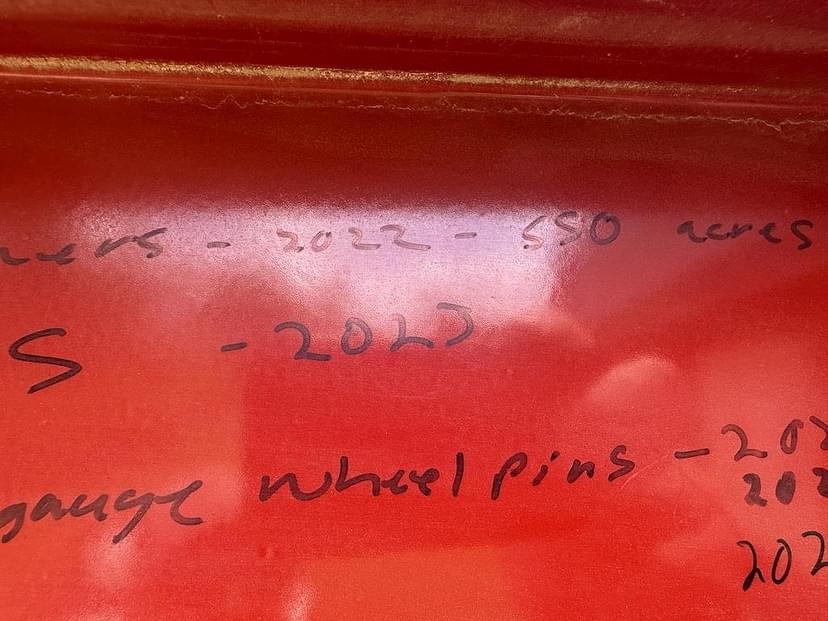 - 2022 - 550 acres
S - 2023
gauge wheel pins - 202
202
202